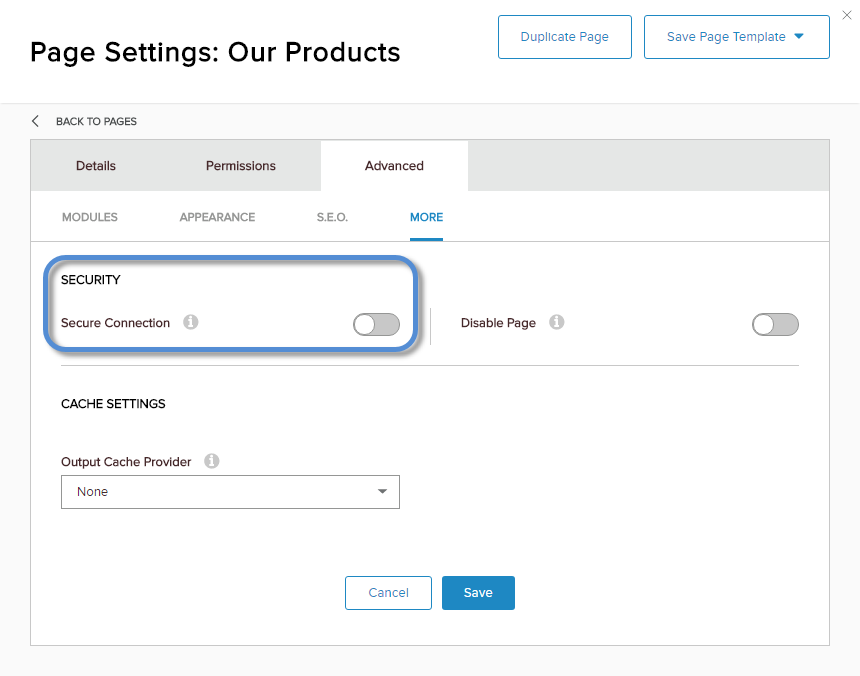 Page Settings: Our Products
Duplicate Page
Save Page Template
BACK TO PAGES
Details Permissions Advanced
MODULES APPEARANCE S.E.O. MORE
SECURITY
Secure Connection Disable Page
CACHE SETTINGS
Output Cache Provider
None
Cancel Save